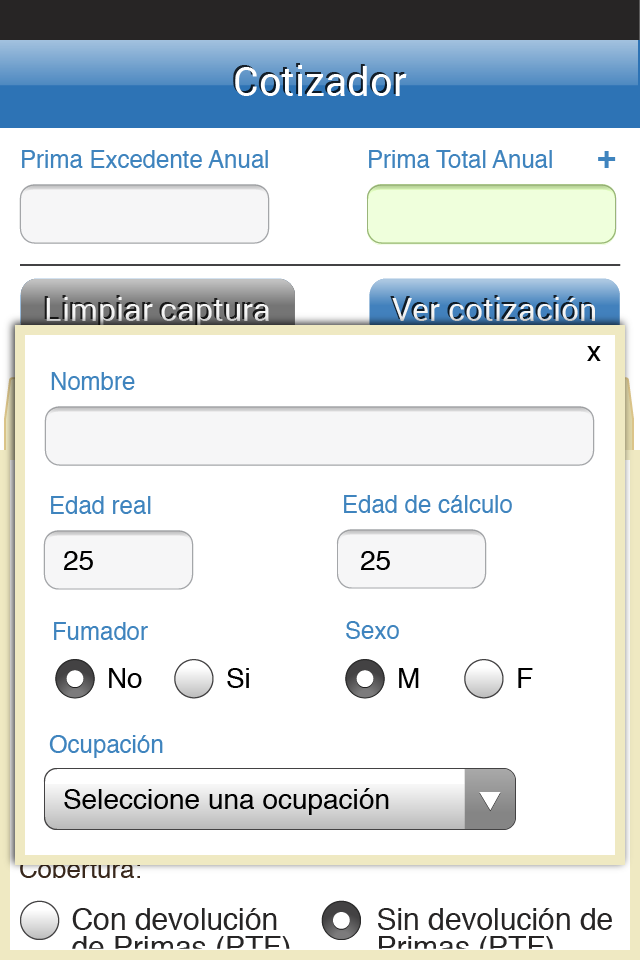 Cotizador
Prima Excedente Anual
Prima Total Anual +
Limpiar captura
Ver cotización
x
Nombre
Edad real
Edad de cálculo
25
25
Fumador
Sexo
No Si
M F
Ocupación
Seleccione una ocupación
Cobertura:
Con devolución
de Primas (PTF)
Sin devolución de
Primas (PTF)